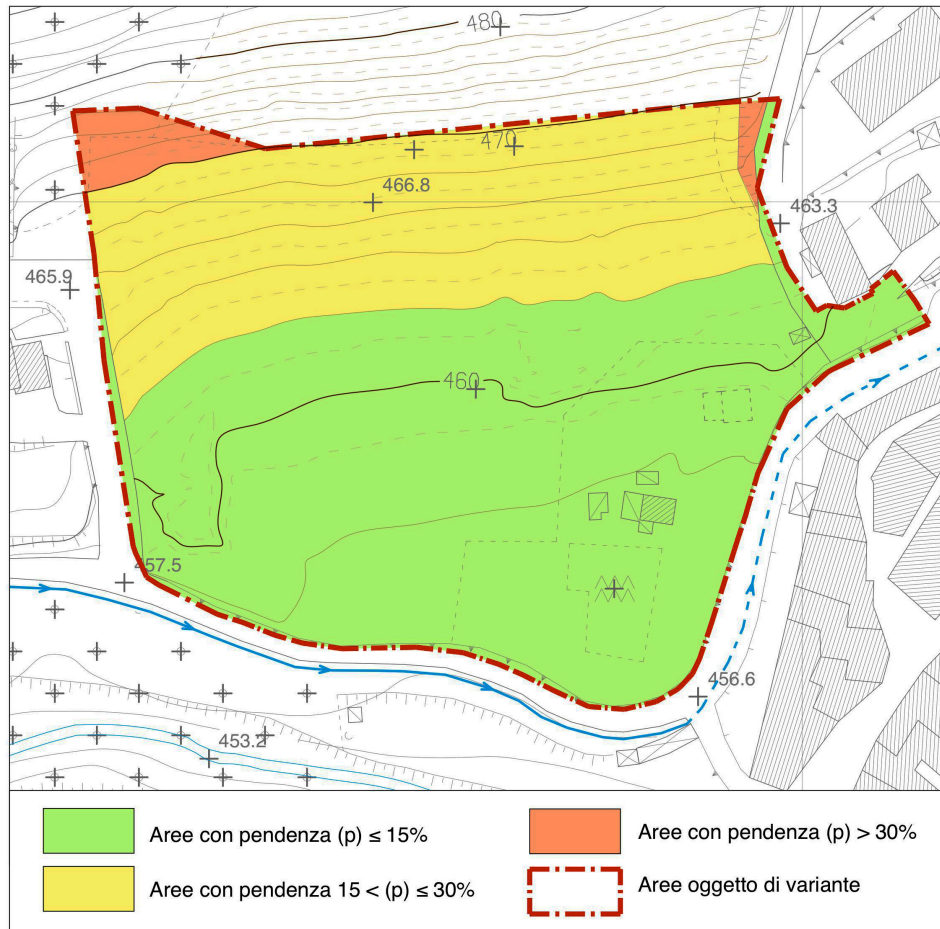 480
470
466.8
463.3
465.9
460
457.5
456.6
453.2
Aree con pendenza (p) ≤ 15%
Aree con pendenza (p) > 30%
Aree con pendenza 15 < (p) ≤ 30%
Aree oggetto di variante